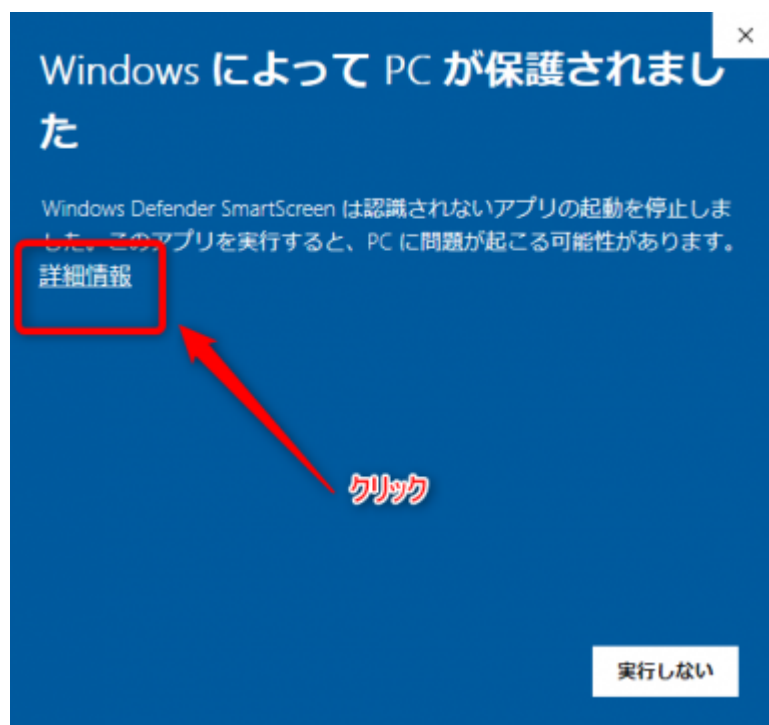 Windows によって PC が保護されまし
た
Windows Defender SmartScreen は認識されないアプリの起動を停止しま
した。このアプリを実行すると、PC に問題が起こる可能性があります。
詳細情報
クリック
実行しない